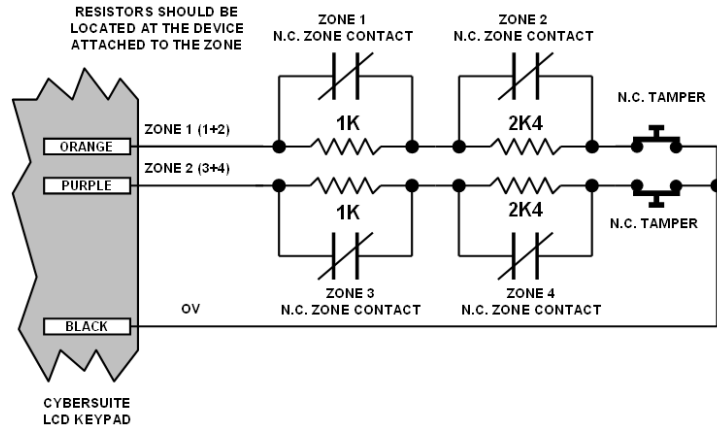 RESISTORS SHOULD BE
LOCATED AT THE DEVICE
ATTACHED TO THE ZONE
ZONE 1
N.C. ZONE CONTACT
ZONE 2
N.C. ZONE CONTACT
N.C. TAMPER
1K
2K4
ZONE 1 (1+2)
ORANGE
ZONE 2 (3+4)
PURPLE
1K
2K4
N.C. TAMPER
ZONE 3
N.C. ZONE CONTACT
ZONE 4
N.C. ZONE CONTACT
OV
BLACK
CYBERSUITE
LCD KEYPAD